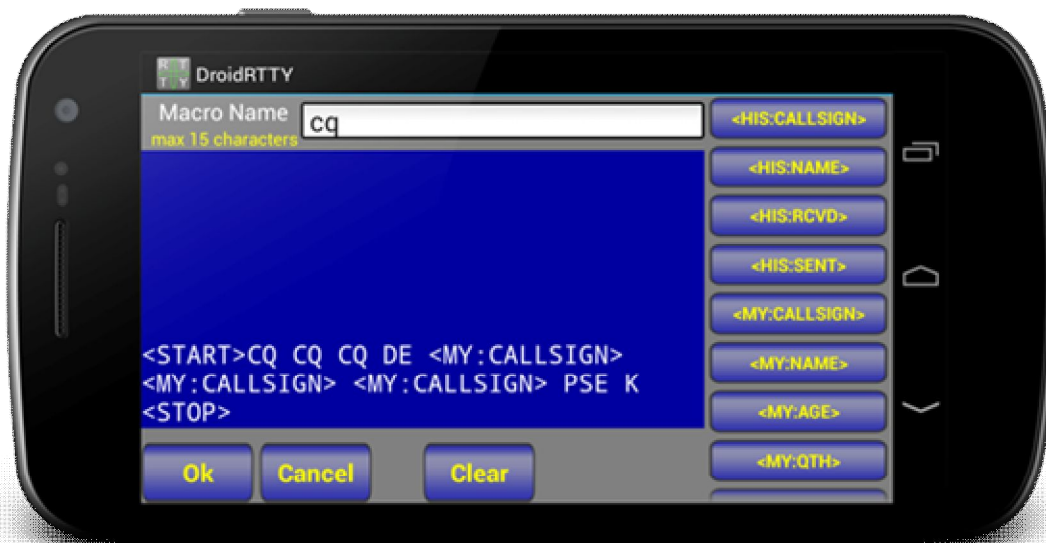 RT
TY
DroidRTTY
Macro Name
max 15 characters
cq
<START>CQ CQ CQ DE <MY:CALLSIGN>
<MY:CALLSIGN> <MY:CALLSIGN> PSE K
<STOP>
Ok
Cancel
Clear
<HIS:CALLSIGN>
<HIS:NAME>
<HIS:RCVD>
<HIS:SENT>
<MY:CALLSIGN>
<MY:NAME>
<MY:AGE>
<MY:QTH>